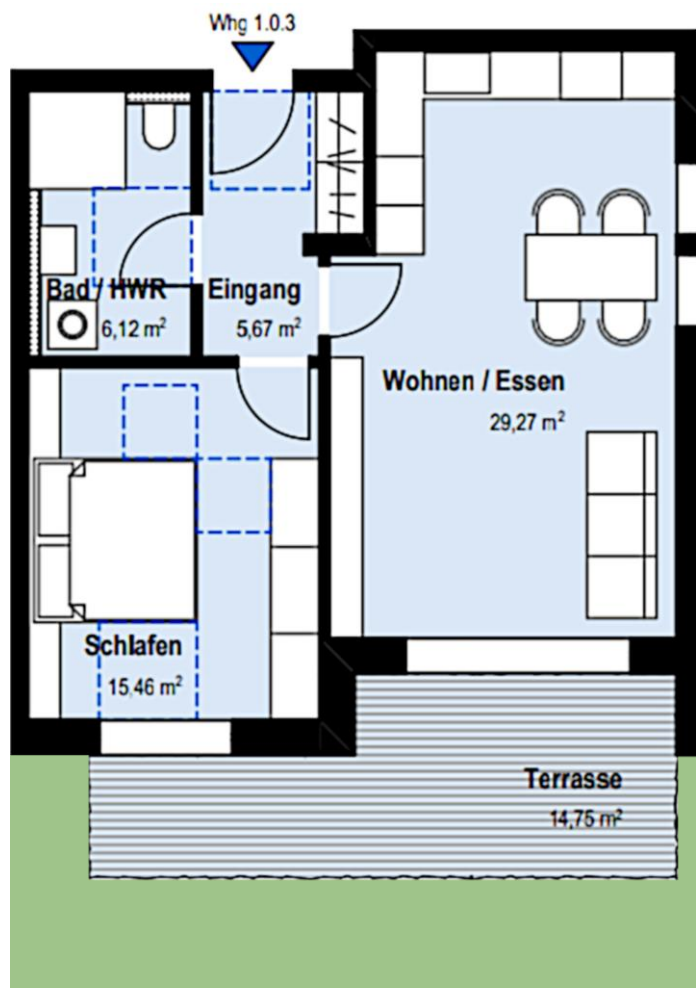 Whg 1.0.3
Bad / HWR
6,12 m²
Eingang
5,67 m²
Wohnen / Essen
29,27 m²
Schlafen
15,46 m²
Terrasse
14,75 m²